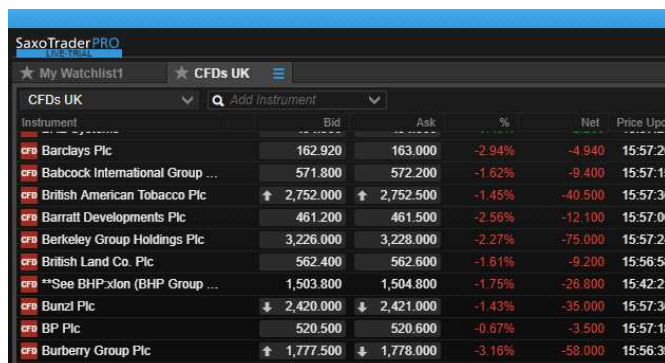 SaxoTrader PRO
LIVE-TRIAL
My Watchlist1 CFDs UK
CFDs UK Add Instrument
Instrument Bid Ask % Net Price Upd
CFD Barclays Plc 162.920 163.000 -2.94% -4.940 15:57:2
CFD Babcock International Group ... 571.800 572.200 -1.62% -9.400 15:57:1
CFD British American Tobacco Plc 2,752.000 2,752.500 -1.45% -40.500 15:57:3
CFD Barratt Developments Plc 461.200 461.500 -2.56% -12.100 15:57:0
CFD Berkeley Group Holdings Plc 3,226.000 3,228.000 -2.27% -75.000 15:57:2
CFD British Land Co. Plc 562.400 562.600 -1.61% -9.200 15:56:5
CFD **See BHP:xlon (BHP Group ... 1,503.800 1,504.800 -1.75% -26.800 15:42:2
CFD Bunzl Plc 2,420.000 2,421.000 -1.43% -35.000 15:57:3
CFD BP Plc 520.500 520.600 -0.67% -3.500 15:57:1
CFD Burberry Group Plc 1,777.500 1,778.000 -3.16% -58.000 15:56:3